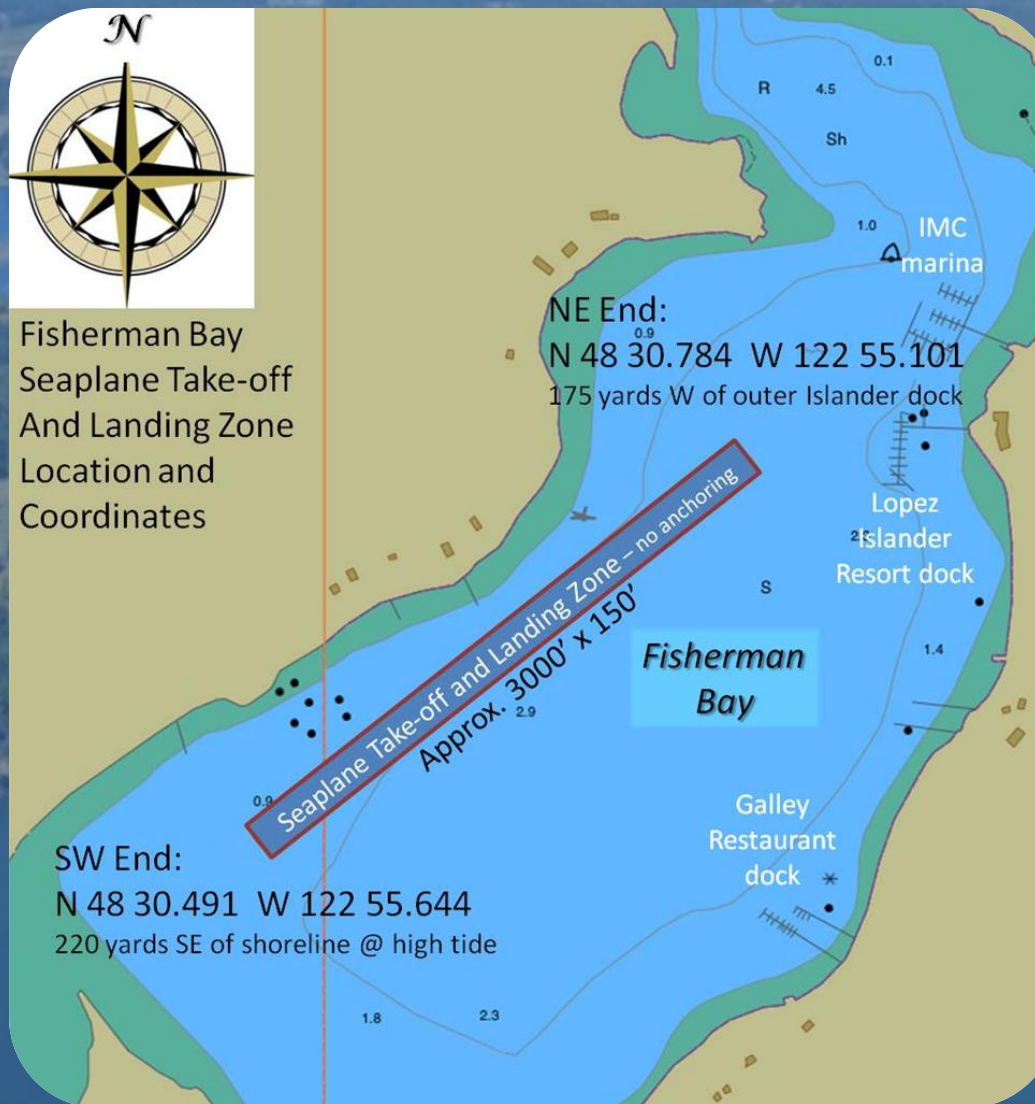 N
Fisherman Bay
Seaplane Take-off
And Landing Zone
Location and
Coordinates
0.1
R
4.5
Sh
1.0
IMC
marina
NE End:
0.9
N 48 30.784 W 122 55.101
175 yards W of outer Islander dock
Lopez
Islander
Resort dock
S
1.4
Seaplane Take-off and Landing Zone – no anchoring
Approx. 3000' x 150'
2.9
Fisherman
Bay
0.9
Galley
Restaurant
dock
SW End:
N 48 30.491 W 122 55.644
220 yards SE of shoreline @ high tide
1.8
2.3